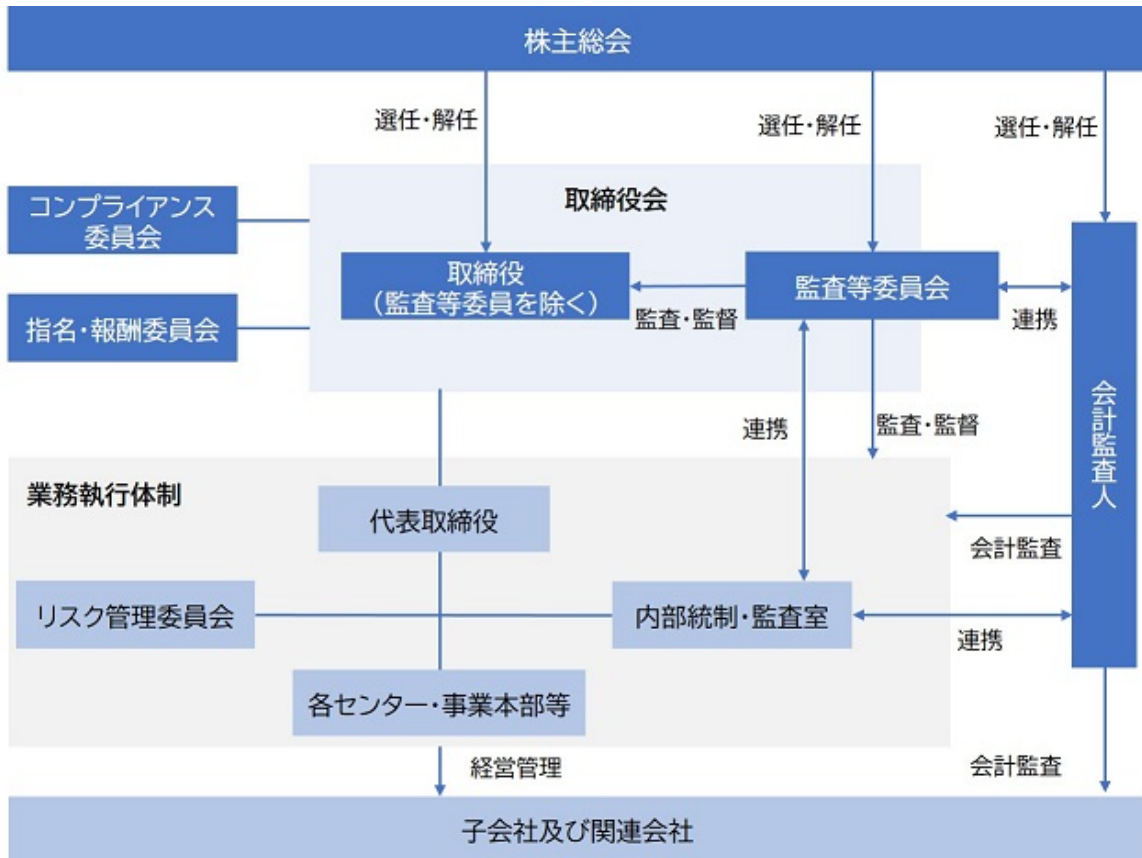 株主総会
選任・解任
選任・解任
選任・解任
コンプライアンス
委員会
取締役会
取締役
（監査等委員を除く）
監査等委員会
監査・監督
連携
指名・報酬委員会
会計監査人
連携
監査・監督
業務執行体制
代表取締役
会計監査
リスク管理委員会
内部統制・監査室
連携
各センター・事業本部等
経営管理
会計監査
子会社及び関連会社